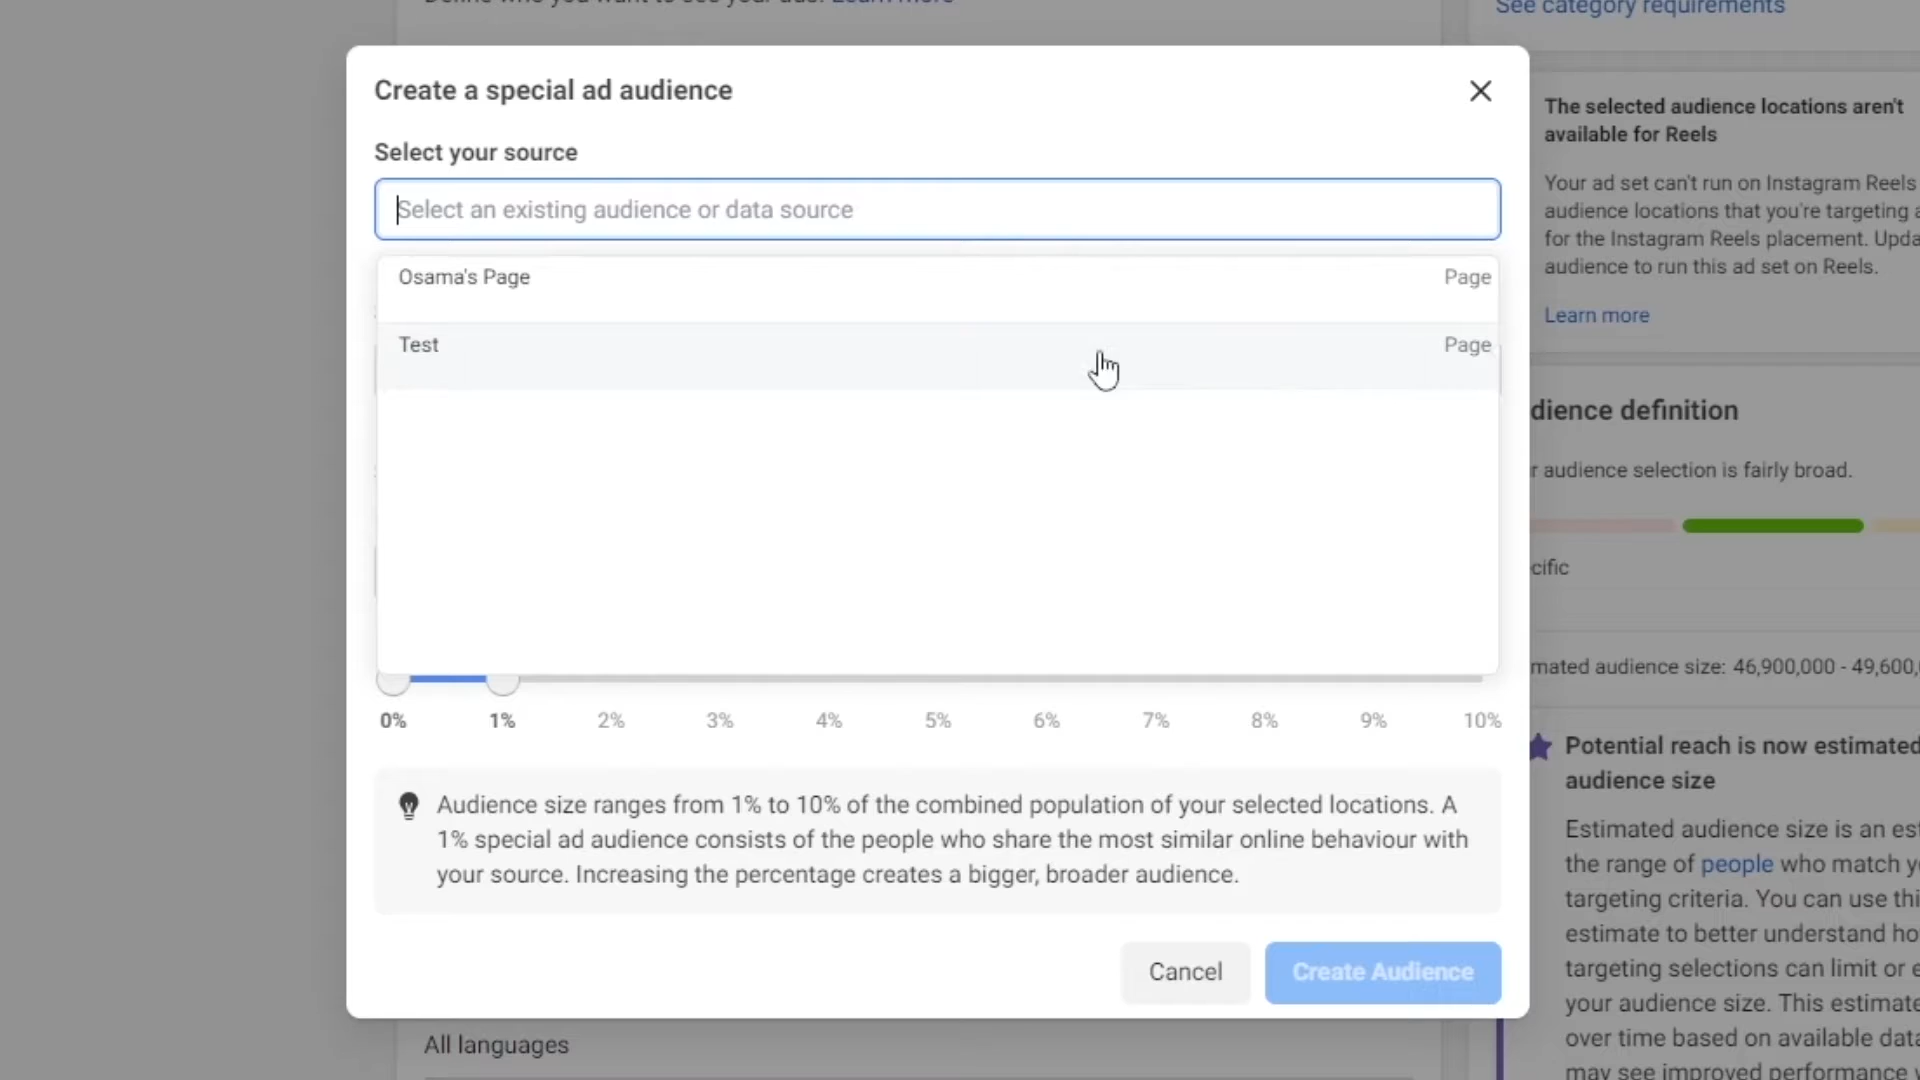 See category requirements
Create a special ad audience
Select your source
Select an existing audience or data source
Osama's Page Page
Test Page
0% 1% 2% 3% 4% 5% 6% 7% 8% 9% 10%
Audience size ranges from 1% to 10% of the combined population of your selected locations. A
1% special ad audience consists of the people who share the most similar online behaviour with
your source. Increasing the percentage creates a bigger, broader audience.
Cancel Create Audience
All languages
The selected audience locations aren't
available for Reels
Your ad set can't run on Instagram Reels
audience locations that you're targeting
for the Instagram Reels placement. Upda
audience to run this ad set on Reels.
Learn more
dience definition
r audience selection is fairly broad.
cific
mated audience size: 46,900,000 - 49,600,
Potential reach is now estimated
audience size
Estimated audience size is an est
the range of people who match y
targeting criteria. You can use thi
estimate to better understand ho
targeting selections can limit or e
your audience size. This estimate
over time based on available data
may see improved performance